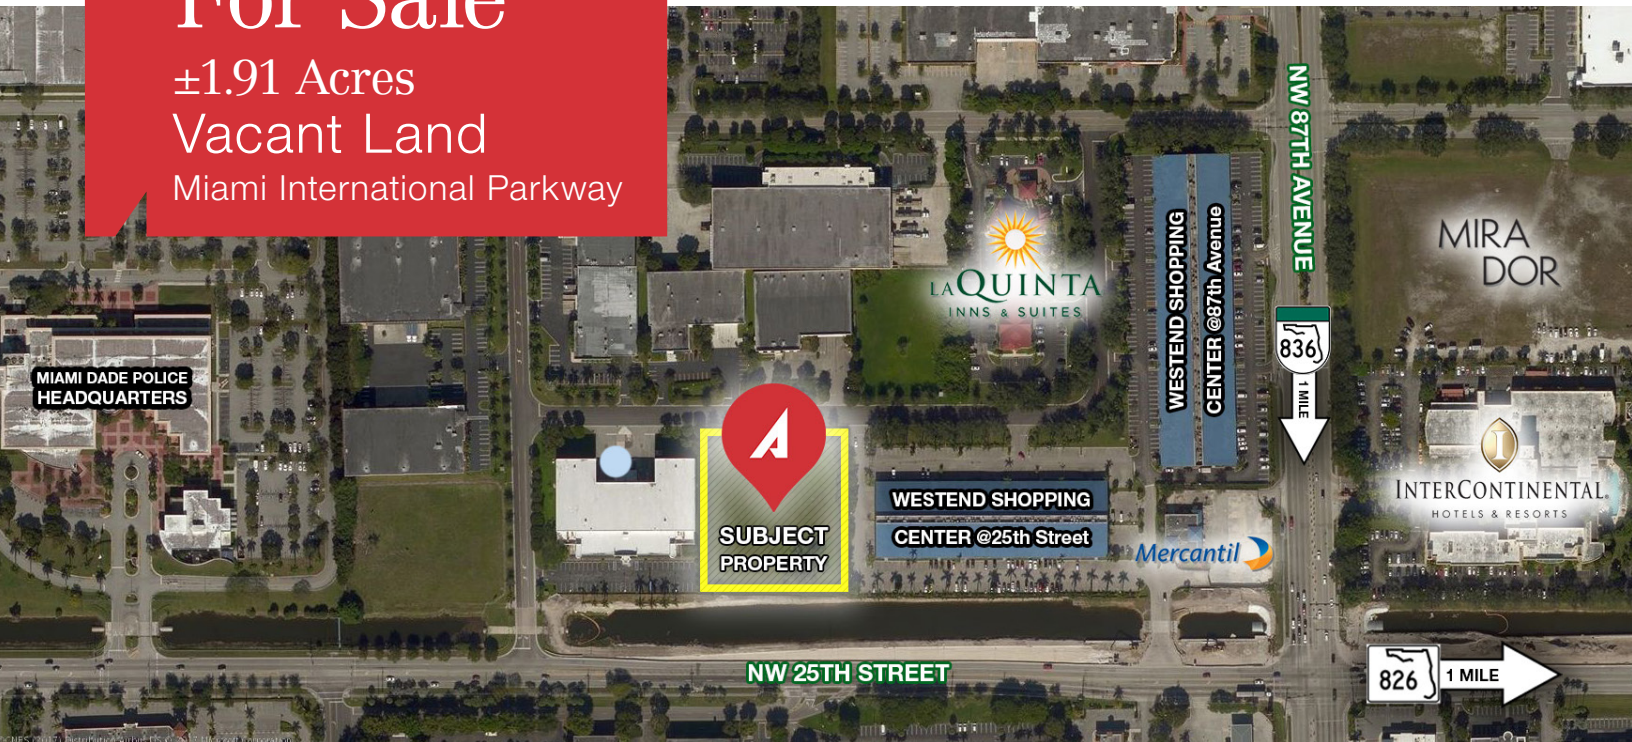 For Sale
±1.91 Acres
Vacant Land
Miami International Parkway
NW 87TH AVENUE
MIRA
DOR
LAQUINTA
INNS & SUITES
WESTEND SHOPPING
CENTER @87th Avenue
836
1 MILE
MIAMI DADE POLICE
HEADQUARTERS
SUBJECT
PROPERTY
WESTEND SHOPPING
CENTER @25th Street
Mercantil
I
INTERCONTINENTAL®
HOTELS & RESORTS
NW 25TH STREET
826
1 MILE